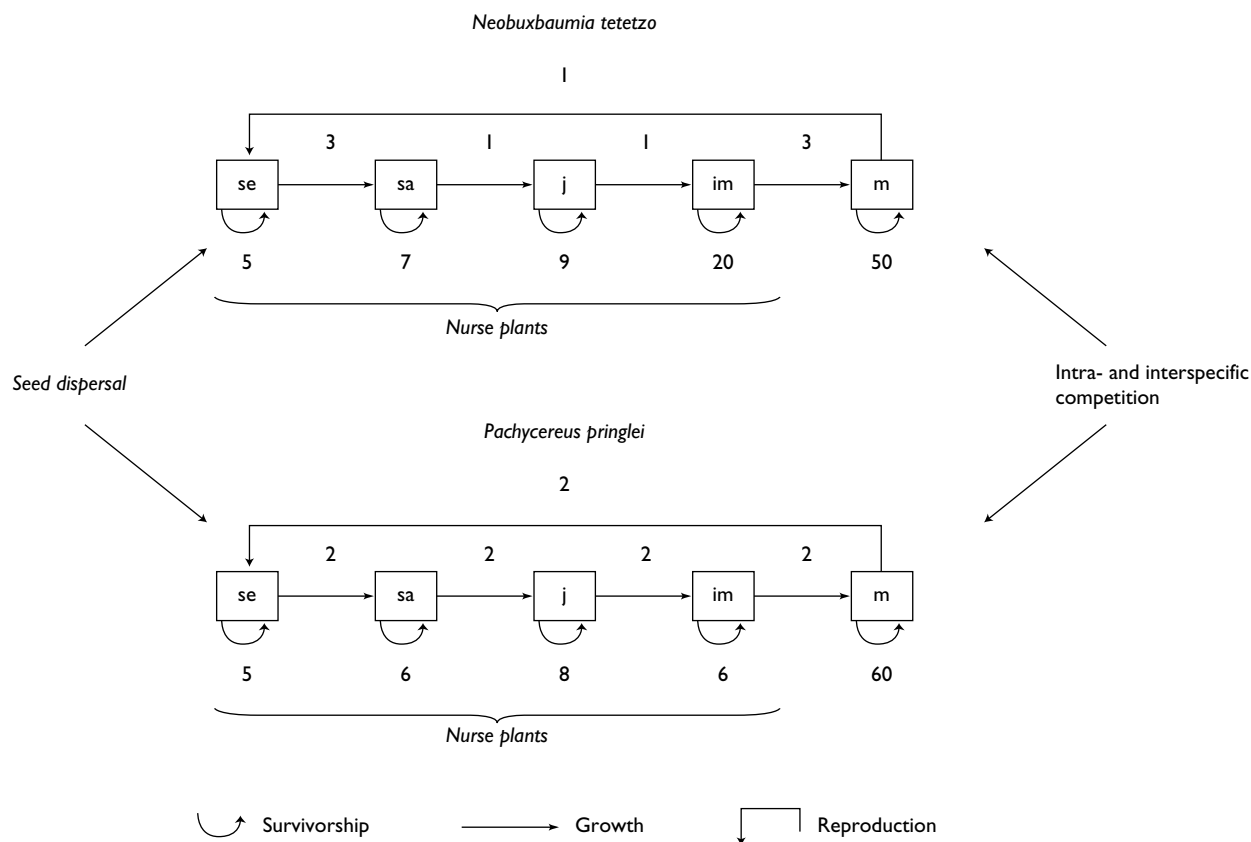 Neobuxbaumia tetetzo
1
3 1 1 3
se sa j im m
5 7 9 20 50
Nurse plants
Seed dispersal
Intra- and interspecific
competition
Pachycereus pringlei
2
2 2 2 2
se sa j im m
5 6 8 6 60
Nurse plants
Survivorship Growth Reproduction